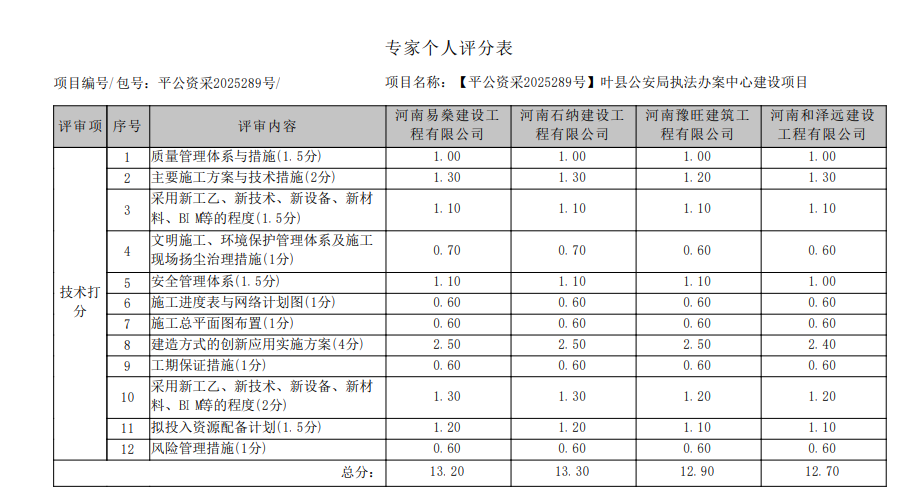 专家个人评分表
项目编号/包号：平公资采2025289号/ 项目名称：【平公资采2025289号】叶县公安局执法办案中心建设项目
评审项 序号 评审内容 河南易燊建设工程有限公司 河南石纳建设工程有限公司 河南豫旺建筑工程有限公司 河南和泽远建设工程有限公司
技术打分
1 质量管理体系与措施(1.5分) 1.00 1.00 1.00 1.00
2 主要施工方案与技术措施(2分) 1.30 1.30 1.20 1.30
3 采用新工乙、新技术、新设备、新材料、BIM等的程度(1.5分) 1.10 1.10 1.10 1.10
4 文明施工、环境保护管理体系及施工现场扬尘治理措施(1分) 0.70 0.70 0.60 0.60
5 安全管理体系(1.5分) 1.10 1.10 1.10 1.00
6 施工进度表与网络计划图(1分) 0.60 0.60 0.60 0.60
7 施工总平面图布置(1分) 0.60 0.60 0.60 0.60
8 建造方式的创新应用实施方案(4分) 2.50 2.50 2.50 2.40
9 工期保证措施(1分) 0.60 0.60 0.60 0.60
10 采用新工乙、新技术、新设备、新材料、BIM等的程度(2分) 1.30 1.30 1.20 1.20
11 拟投入资源配备计划(1.5分) 1.20 1.20 1.10 1.10
12 风险管理措施(1分) 0.60 0.60 0.60 0.60
总分： 13.20 13.30 12.90 12.70